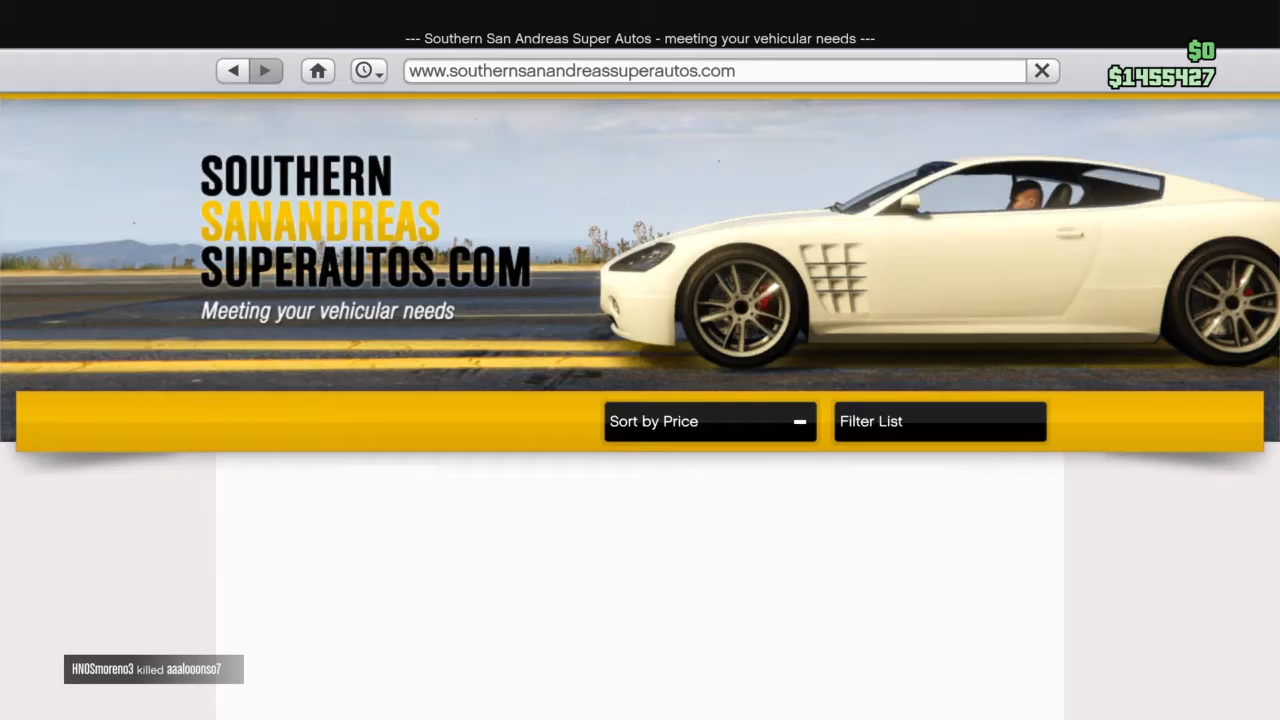 --- Southern San Andreas Super Autos - meeting your vehicular needs ---
www.southernsanandreassuperautos.com
$0
$1455427
SOUTHERN
SANANDREAS
SUPERAUTOS.COM
Meeting your vehicular needs
Sort by Price
Filter List
HNOSmoreno3 killed aaalooonso7